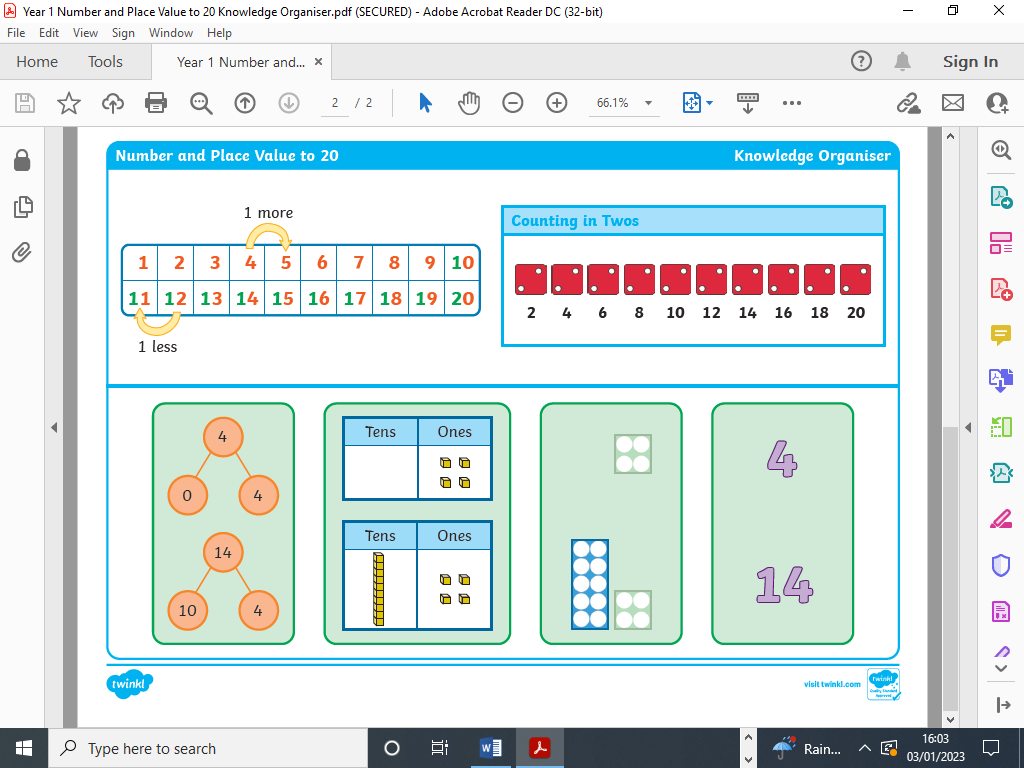 Year 1 Number and Place Value to 20 Knowledge Organiser.pdf (SECURED) - Adobe Acrobat Reader DC (32-bit)
File Edit View Sign Window Help
Home Tools Year 1 Number and... × Sign In
2 / 2 66.1%
Number and Place Value to 20 Knowledge Organiser
1 more
1 2 3 4 5 6 7 8 9 10
11 12 13 14 15 16 17 18 19 20
1 less
Counting in Twos
2 4 6 8 10 12 14 16 18 20
4
0 4
14
10 4
Tens Ones
Tens Ones
4
14
twinkl
visit twinkl.com
twinkl
Quality Standard
Approved
Type here to search
Rain...
16:03
03/01/2023